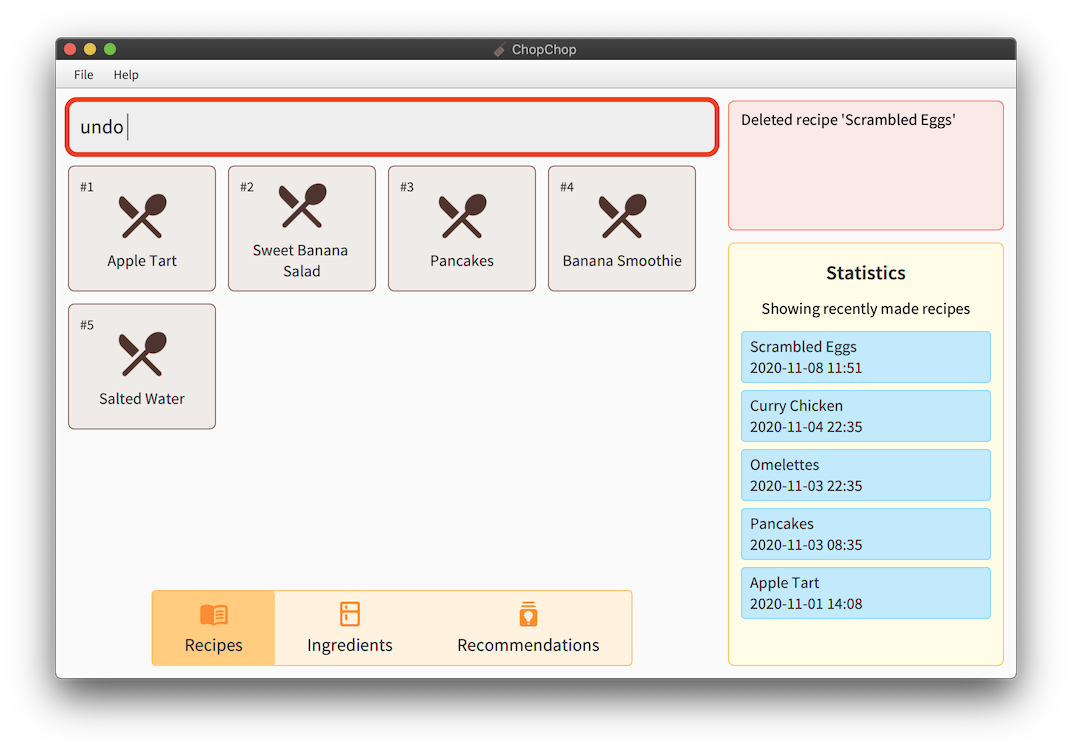 ChopChop
File Help
undo
#1
Apple Tart
#2
Sweet Banana
Salad
#3
Pancakes
#4
Banana Smoothie
#5
Salted Water
Recipes
Ingredients
Recommendations
Deleted recipe 'Scrambled Eggs'
Statistics
Showing recently made recipes
Scrambled Eggs
2020-11-08 11:51
Curry Chicken
2020-11-04 22:35
Omelettes
2020-11-03 22:35
Pancakes
2020-11-03 08:35
Apple Tart
2020-11-01 14:08